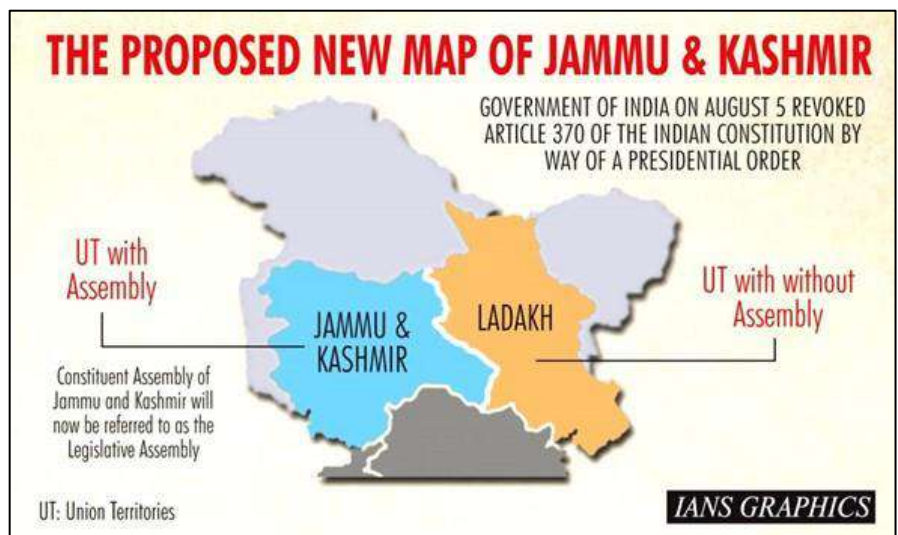 THE PROPOSED NEW MAP OF JAMMU & KASHMIR
GOVERNMENT OF INDIA ON AUGUST 5 REVOKED
ARTICLE 370 OF THE INDIAN CONSTITUTION BY
WAY OF A PRESIDENTIAL ORDER
UT with
Assembly
JAMMU &
KASHMIR
LADAKH
UT with without
Assembly
Constituent Assembly of
Jammu and Kashmir will
now be referred to as the
Legislative Assembly
UT: Union Territories
IANS GRAPHICS